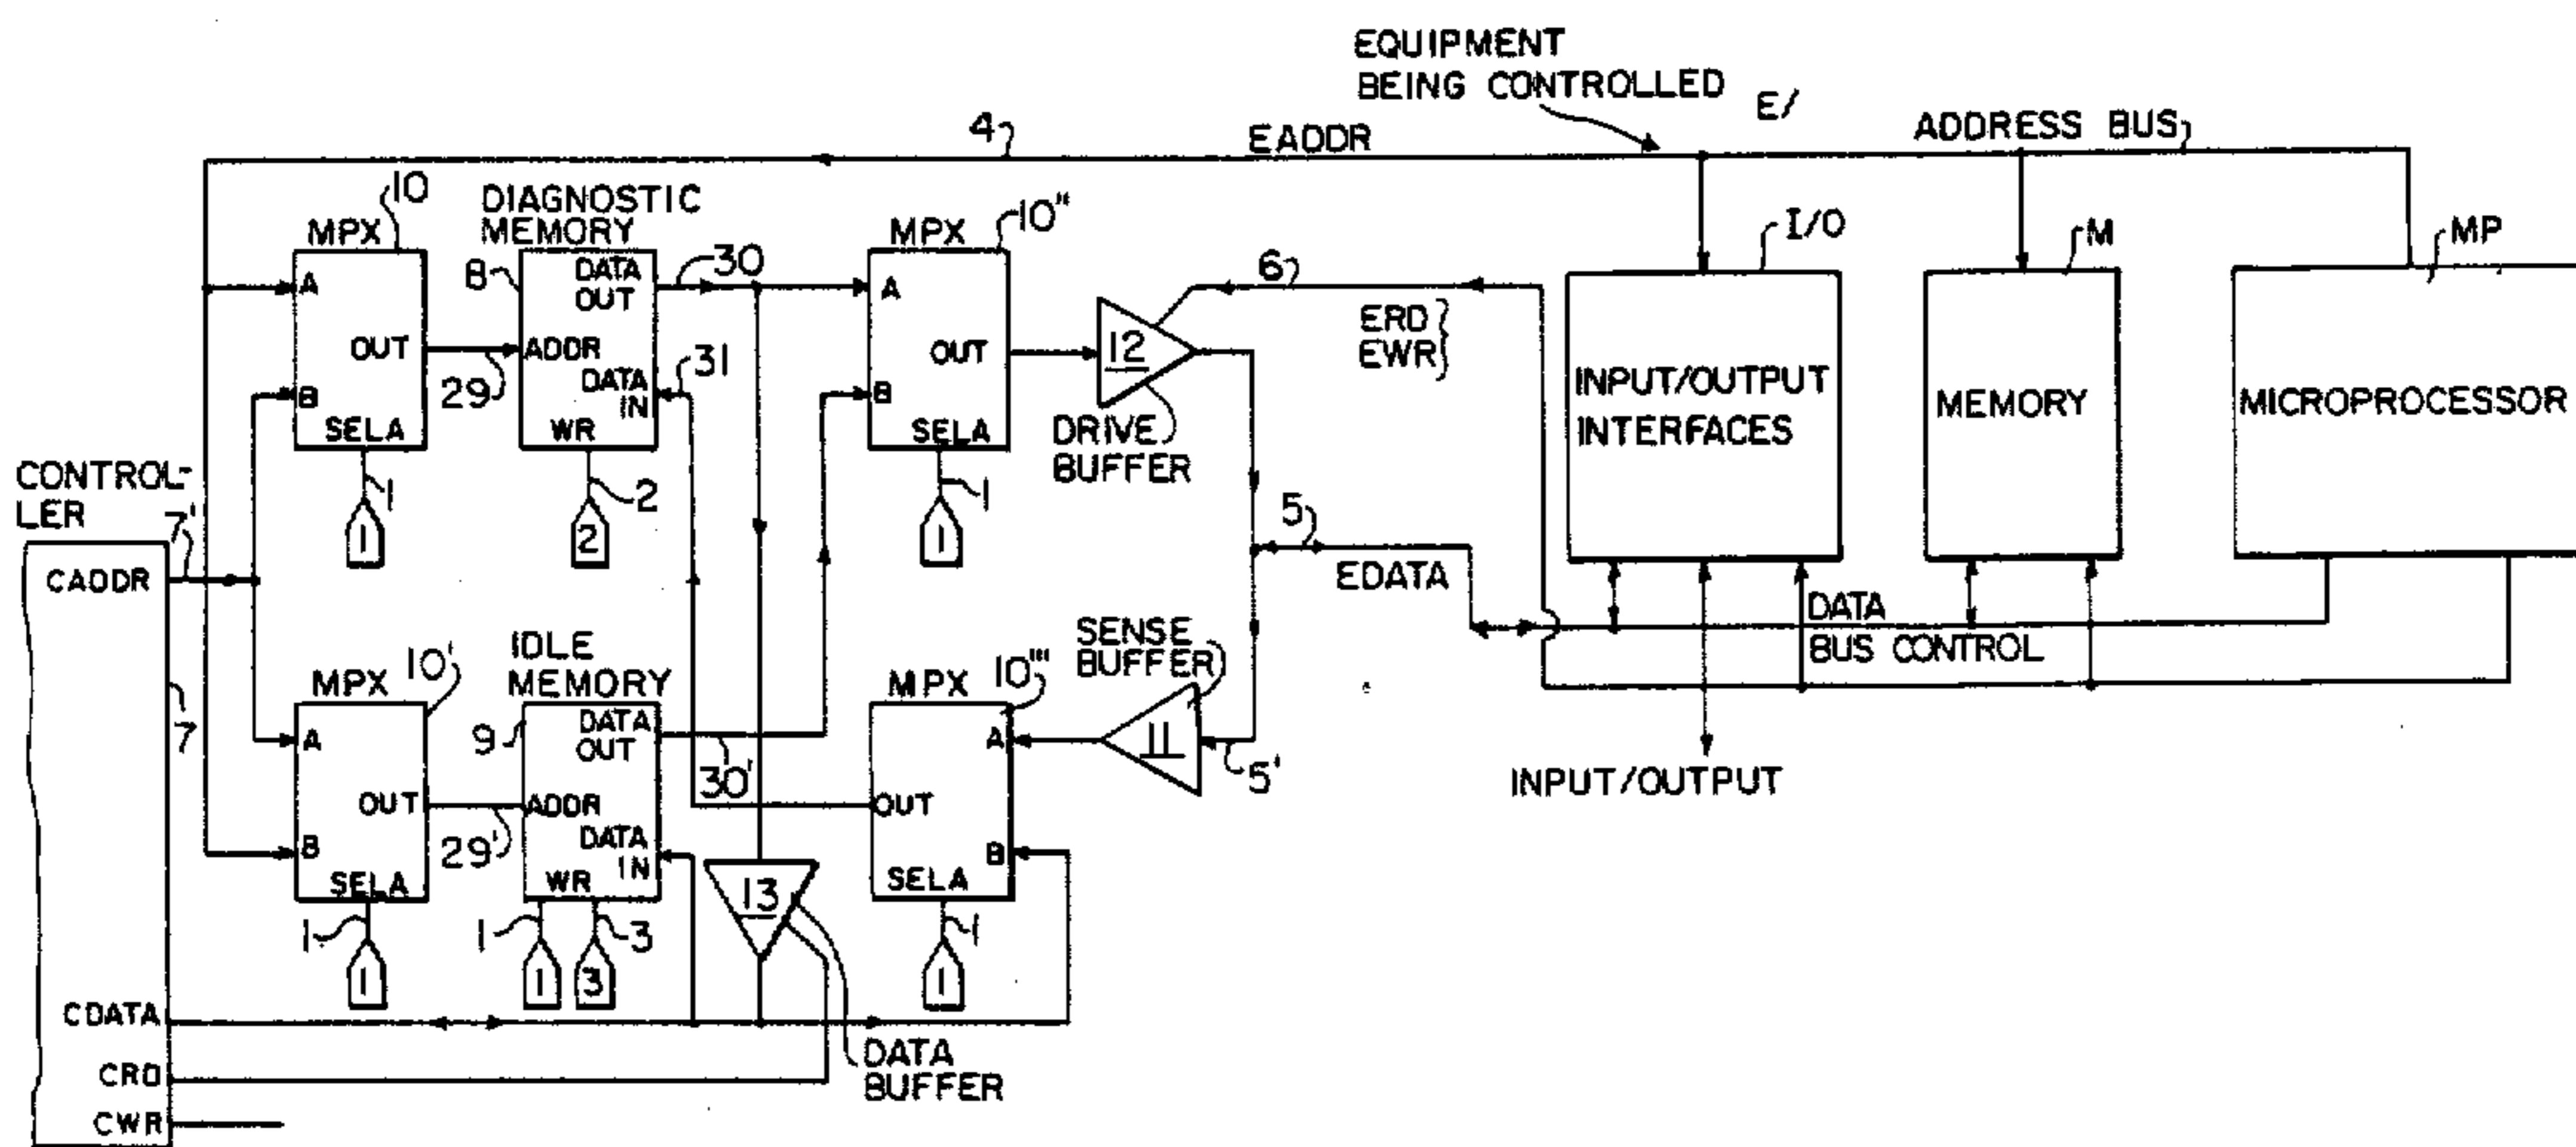 EQUIPMENT
BEING CONTROLLED
E/
4
EADDR
ADDRESS BUS
10
DIAGNOSTIC
MEMORY
MPX
8
DATA
OUT
30
MPX
10"
6
I/O
M
MP
A
OUT
B
SELA
29
ADDR
DATA
IN
31
WR
A
OUT
B
SELA
12
DRIVE
BUFFER
ERD
EWR
INPUT/OUTPUT
INTERFACES
MEMORY
MICROPROCESSOR
CONTROL-
LER
7'
1
1
2
2
1
1
5
EDATA
CADDR
7
MPX
10'
IDLE
MEMORY
9
DATA
OUT
30'
MPX
10'''
SENSE
BUFFER
DATA
BUS CONTROL
A
OUT
B
SELA
29'
ADDR
DATA
IN
WR
A
OUT
B
SELA
11
5'
INPUT/OUTPUT
13
1
1
1
1
3
3
1
1
CDATA
CRD
CWR
DATA
BUFFER